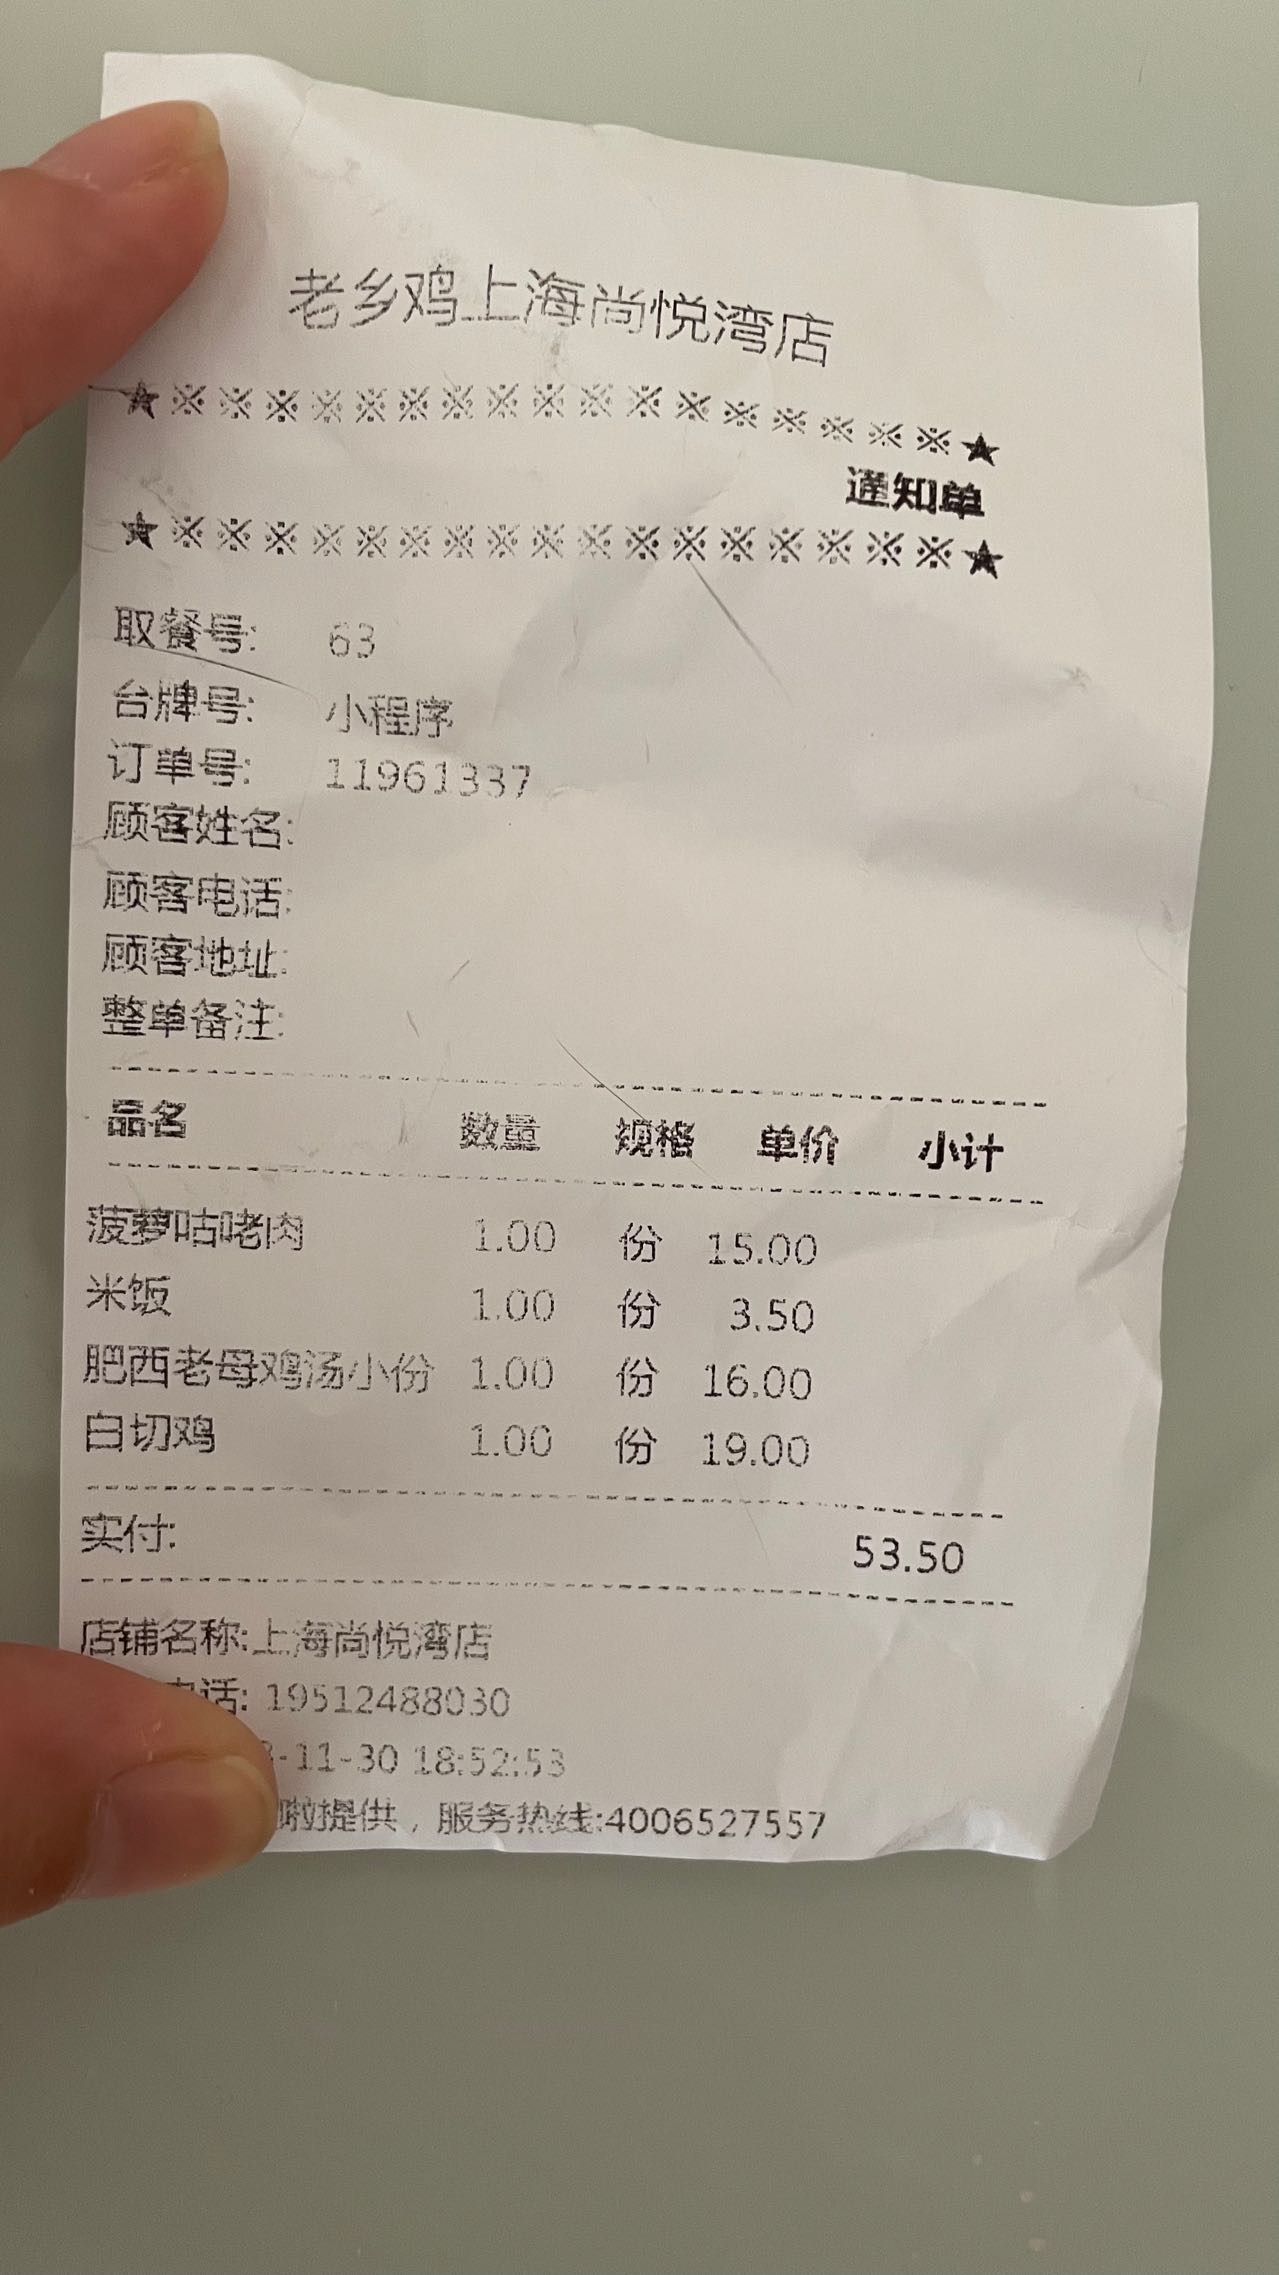 老乡鸡上海尚悦湾店
★※※※※※※※※※※※※※※※※※★
通知单
★※※※※※※※※※※※※※※※※※★
取餐号: 63
台牌号: 小程序
订单号: 11961337
顾客姓名:
顾客电话:
顾客地址:
整单备注:
品名 数量 规格 单价 小计
菠萝咕咾肉 1.00 份 15.00
米饭 1.00 份 3.50
肥西老母鸡汤小份 1.00 份 16.00
白切鸡 1.00 份 19.00
实付: 53.50
店铺名称:上海尚悦湾店
电话: 19512488030
-11-30 18:52:53
啦提供，服务热线:4006527557